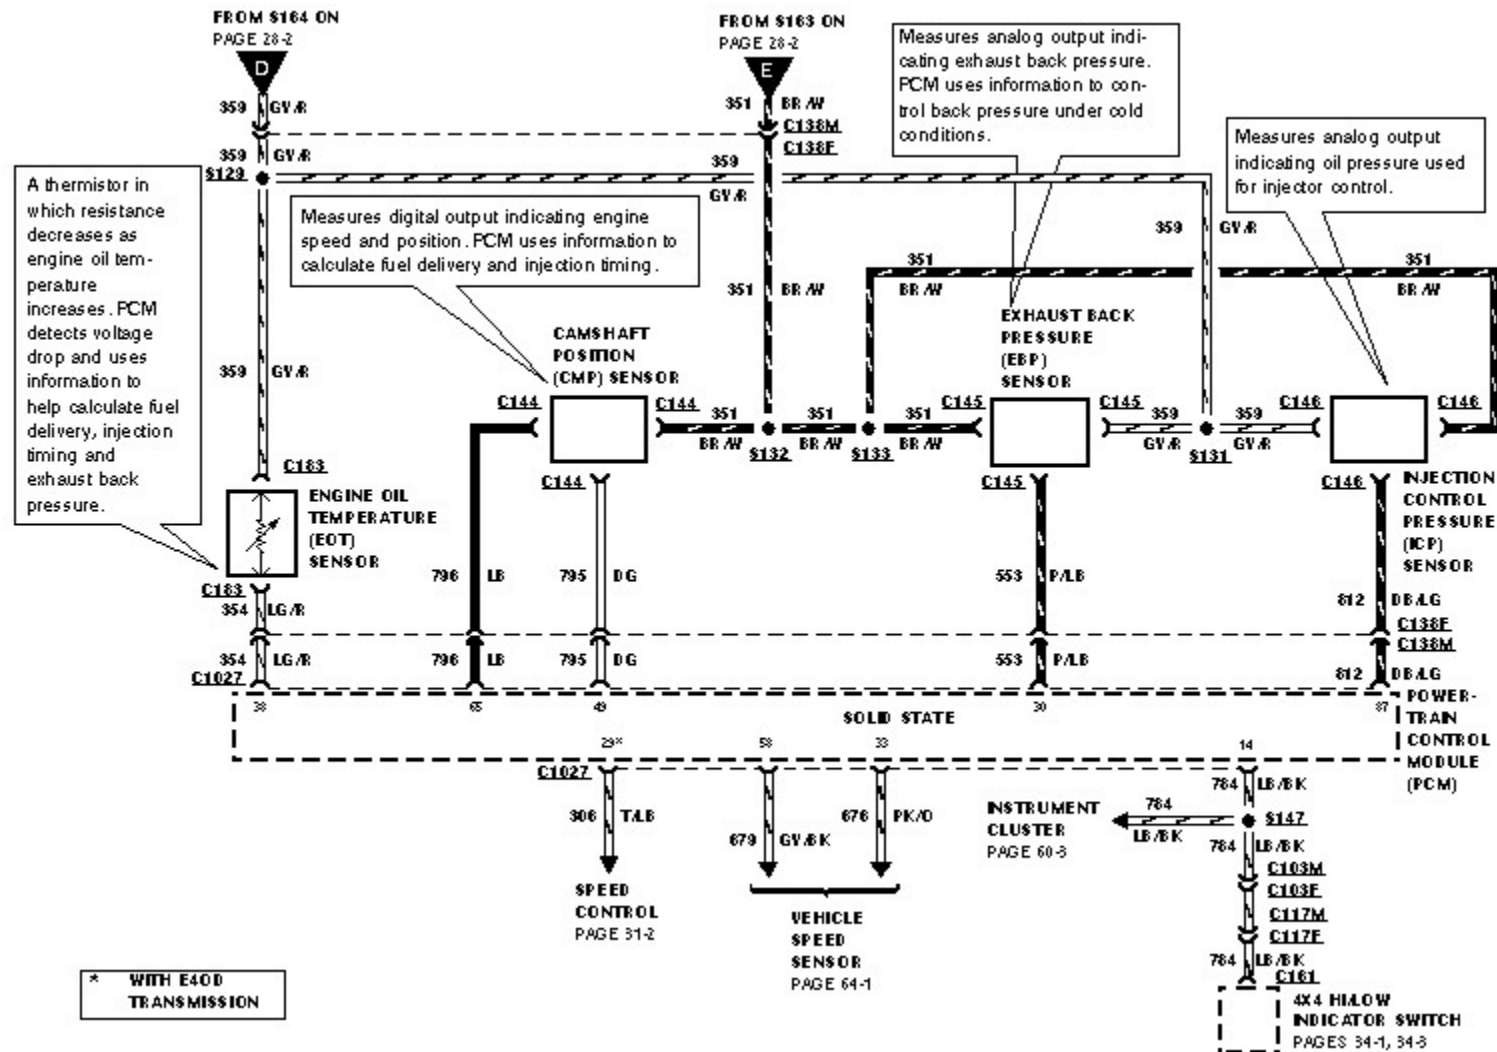 FROM S164 ON
PAGE 28-2
D
FROM S163 ON
PAGE 28-2
E
Measures analog output indi-
cating exhaust back pressure.
PCM uses information to con-
trol back pressure under cold
conditions.
Measures analog output
indicating oil pressure used
for injector control.
359 GY/R
351 BR/W
C138M
C138F
359 GY/R
S129
359
GY/R
A thermistor in
which resistance
decreases as
engine oil tem-
perature
increases. PCM
detects voltage
drop and uses
information to
help calculate fuel
delivery, injection
timing and
exhaust back
pressure.
Measures digital output indicating engine
speed and position. PCM uses information to
calculate fuel delivery and injection timing.
359 GY/R
351
BR/W
351
BR/W
351 BR/W
359 GY/R
CAMSHAFT
POSITION
(CMP) SENSOR
EXHAUST BACK
PRESSURE
(EBP)
SENSOR
C144
C144
351
BR/W
S132
351
BR/W
S133
351
BR/W
C145
C145
359
GY/R
S131
359
GY/R
C146
C146
C183
C144
C145
C146
INJECTION
CONTROL
PRESSURE
(ICP)
SENSOR
ENGINE OIL
TEMPERATURE
(EOT)
SENSOR
C183
354 LG/R
796 LB
795 DG
553 P/LB
812 DB/LG
C138F
C138M
354 LG/R
796 LB
795 DG
553 P/LB
812 DB/LG
C1027
38
65
49
30
87
SOLID STATE
POWER-
TRAIN
CONTROL
MODULE
(PCM)
29*
58
33
14
C1027
306 T/LB
679 GY/BK
676 PK/O
784 LB/BK
INSTRUMENT
CLUSTER
PAGE 60-3
784
LB/BK
S147
784 LB/BK
C103M
C103F
C117M
C117F
784 LB/BK
C161
SPEED
CONTROL
PAGE 31-2
VEHICLE
SPEED
SENSOR
PAGE 64-1
4X4 HI/LOW
INDICATOR SWITCH
PAGES 34-1, 34-3
* WITH E4OD
TRANSMISSION